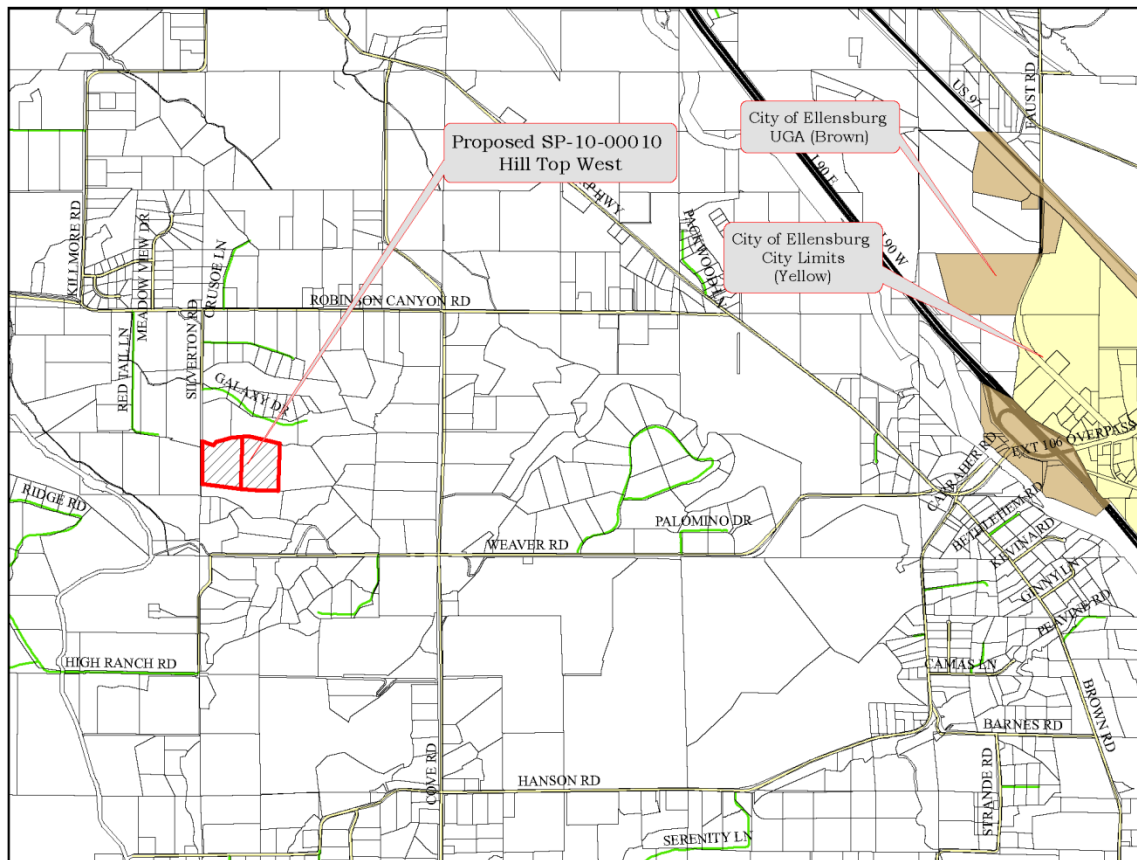 US 97
FAUST RD
City of Ellensburg
UGA (Brown)
Proposed SP-10-00010
Hill Top West
I 90 E
HWY
PACKWOOD LN
I 90 W
City of Ellensburg
City Limits
(Yellow)
KILLMORE RD
MEADOW VIEW DR
CRUSOE LN
ROBINSON CANYON RD
RED TAIL LN
SILVERTON RD
GALAXY DR
EXT 106 OVERPASS
CARRAHER RD
RIDGE RD
BETHLEHEM RD
PALOMINO DR
WEAVER RD
KEVINA RD
GINNY LN
PEAVINE RD
HIGH RANCH RD
CAMAS LN
BROWN RD
BARNES RD
COVE RD
HANSON RD
STRANDE RD
SERENITY LN